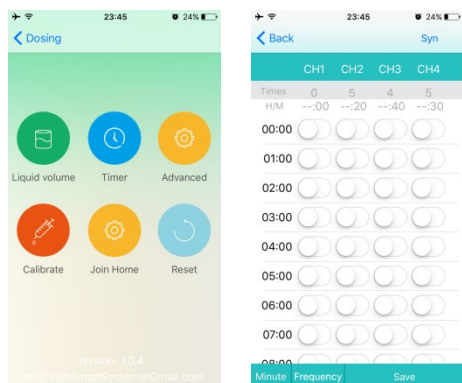 23:45
24%
Dosing
Liquid volume
Timer
Advanced
Calibrate
Join Home
Reset
Version: 1.0.4
Email: FishSmartSystem@Gmail.com
23:45
24%
Back
Syn
CH1 CH2 CH3 CH4
Times 0 5 4 5
H/M --:00 --:20 --:40 --:30
00:00
01:00
02:00
03:00
04:00
05:00
06:00
07:00
08:00
Minute Frequency Save